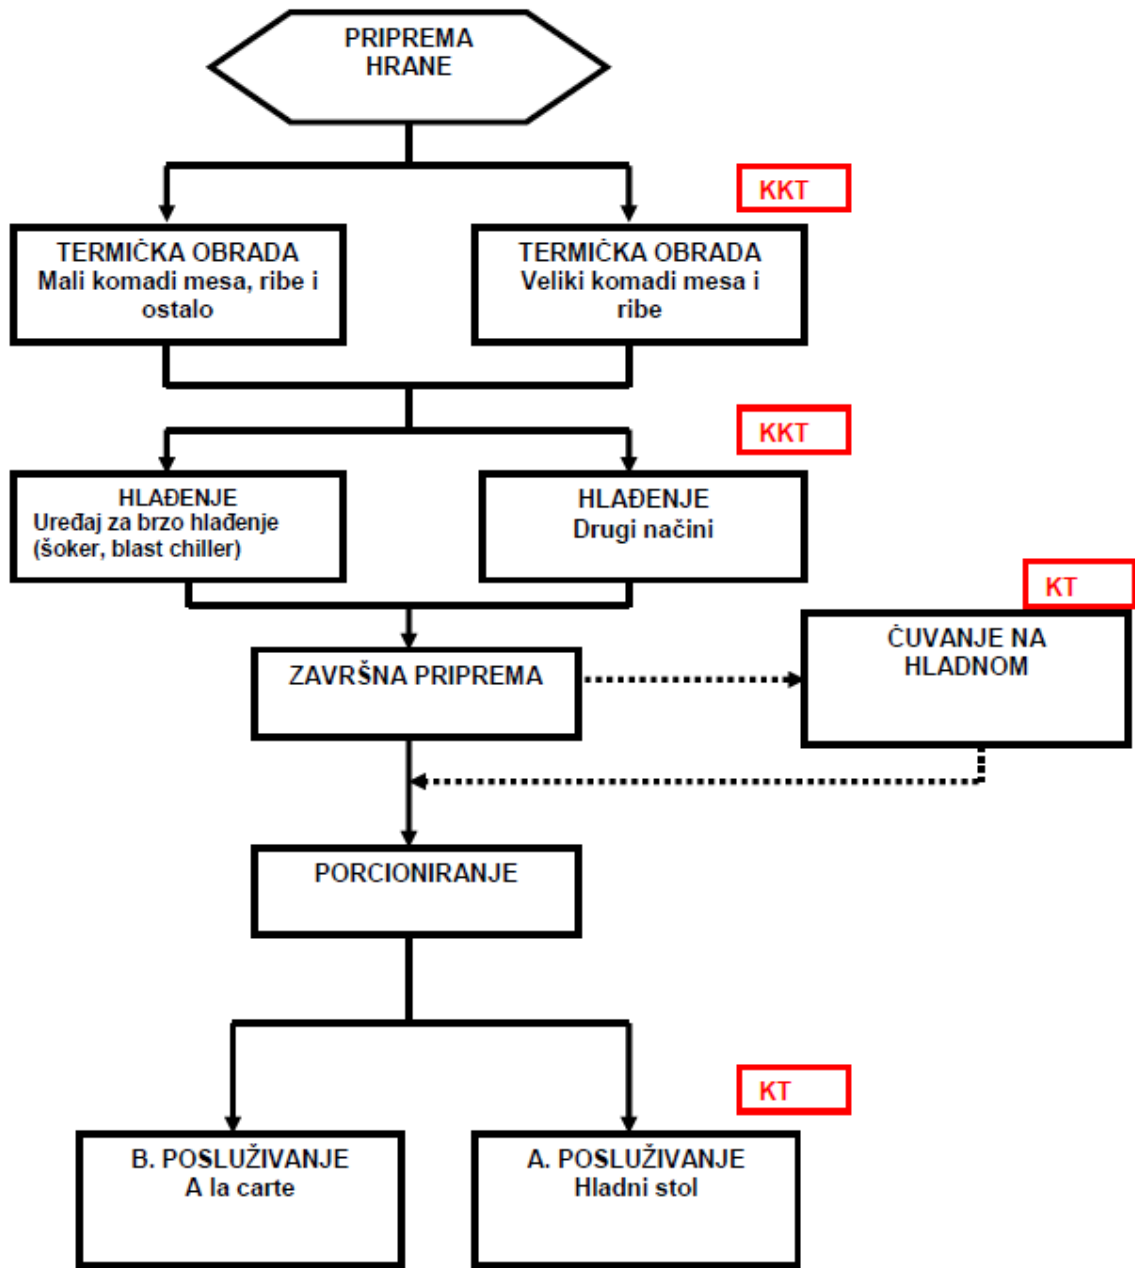 PRIPREMA
HRANE
KKT
TERMIČKA OBRADA
Mali komadi mesa, ribe i
ostalo
TERMIČKA OBRADA
Veliki komadi mesa i
ribe
KKT
HLAĐENJE
Uređaj za brzo hlađenje
(šoker, blast chiller)
HLAĐENJE
Drugi načini
KT
ZAVRŠNA PRIPREMA
ČUVANJE NA
HLADNOM
PORCIONIRANJE
KT
B. POSLUŽIVANJE
A la carte
A. POSLUŽIVANJE
Hladni stol